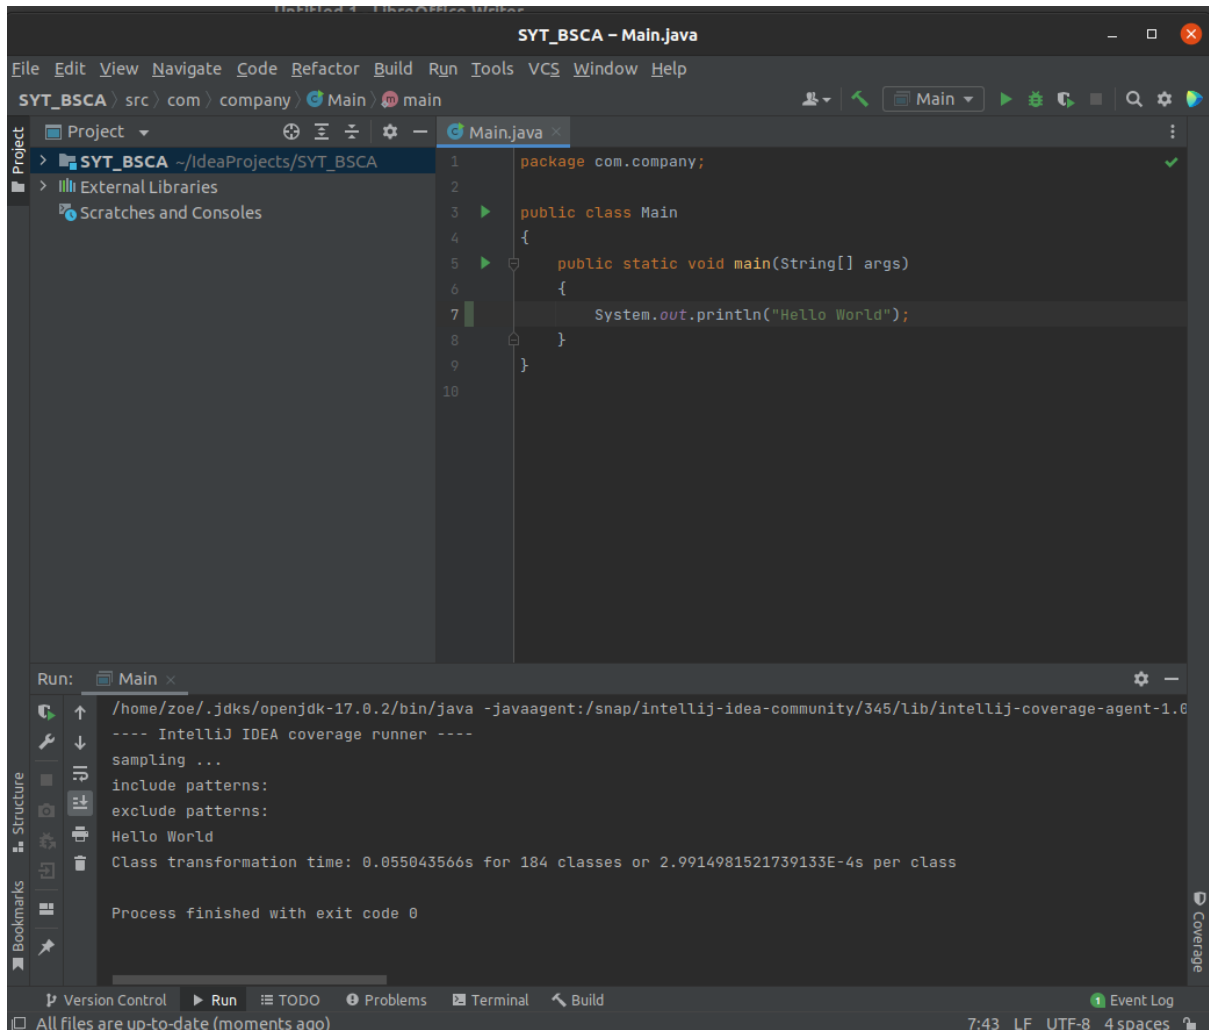 Untitled 1 - LibreOffice Writer
SYT_BSCA – Main.java
File Edit View Navigate Code Refactor Build Run Tools VCS Window Help
SYT_BSCA src com company Main main
Main
Project
Main.java
Project
SYT_BSCA ~/IdeaProjects/SYT_BSCA
External Libraries
Scratches and Consoles
1 package com.company;
2
3 public class Main
4 {
5 public static void main(String[] args)
6 {
7 System.out.println("Hello World");
8 }
9 }
10
Run: Main
/home/zoe/.jdks/openjdk-17.0.2/bin/java -javaagent:/snap/intellij-idea-community/345/lib/intellij-coverage-agent-1.0
---- IntelliJ IDEA coverage runner ----
sampling ...
include patterns:
exclude patterns:
Hello World
Class transformation time: 0.055043566s for 184 classes or 2.9914981521739133E-4s per class
Process finished with exit code 0
Structure
Bookmarks
Coverage
Version Control Run TODO Problems Terminal Build 1 Event Log
All files are up-to-date (moments ago) 7:43 LF UTF-8 4 spaces